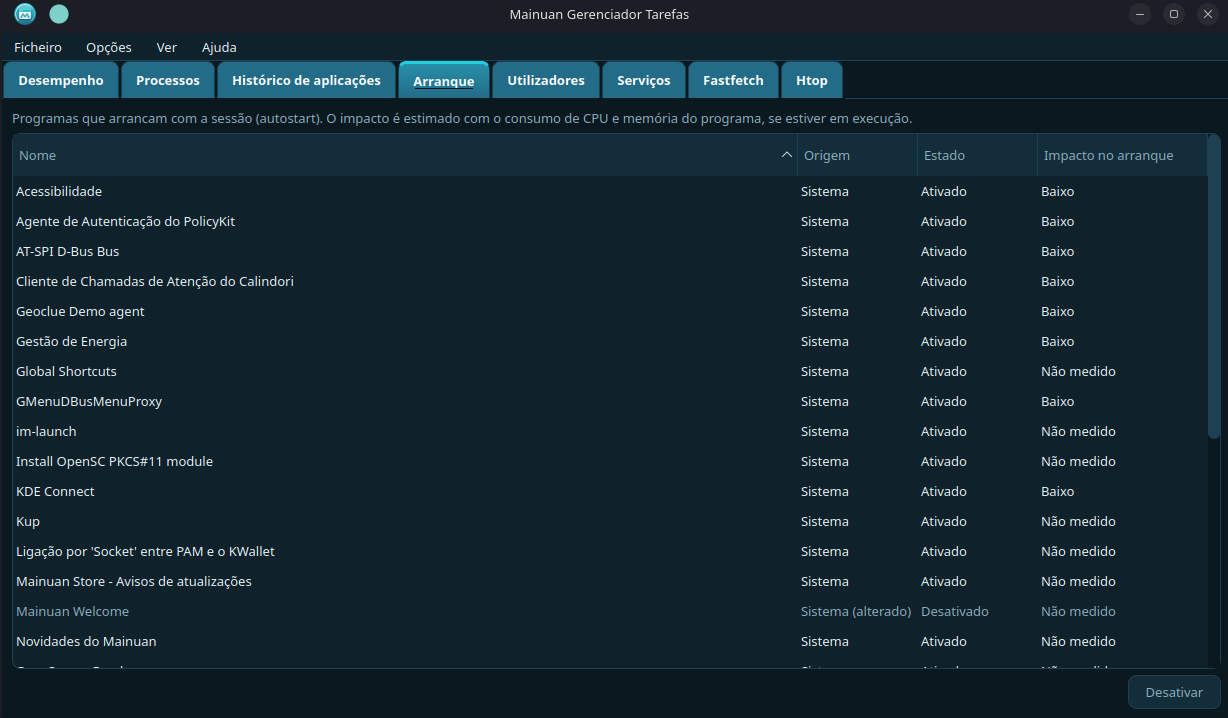 Mainuan Gerenciador Tarefas
Ficheiro Opções Ver Ajuda
Desempenho Processos Histórico de aplicações Arranque Utilizadores Serviços Fastfetch Htop
Programas que arrancam com a sessão (autostart). O impacto é estimado com o consumo de CPU e memória do programa, se estiver em execução.
Nome Origem Estado Impacto no arranque
Acessibilidade Sistema Ativado Baixo
Agente de Autenticação do PolicyKit Sistema Ativado Baixo
AT-SPI D-Bus Bus Sistema Ativado Baixo
Cliente de Chamadas de Atenção do Calindori Sistema Ativado Baixo
Geoclue Demo agent Sistema Ativado Baixo
Gestão de Energia Sistema Ativado Baixo
Global Shortcuts Sistema Ativado Não medido
GMenuDBusMenuProxy Sistema Ativado Baixo
im-launch Sistema Ativado Não medido
Install OpenSC PKCS#11 module Sistema Ativado Não medido
KDE Connect Sistema Ativado Baixo
Kup Sistema Ativado Não medido
Ligação por 'Socket' entre PAM e o KWallet Sistema Ativado Não medido
Mainuan Store - Avisos de atualizações Sistema Ativado Não medido
Mainuan Welcome Sistema (alterado) Desativado Não medido
Novidades do Mainuan Sistema Ativado Não medido
Desativar